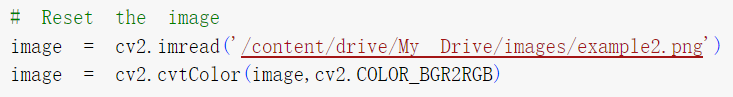 # Reset the image
image = cv2.imread('/content/drive/My Drive/images/example2.png')
image = cv2.cvtColor(image,cv2.COLOR_BGR2RGB)